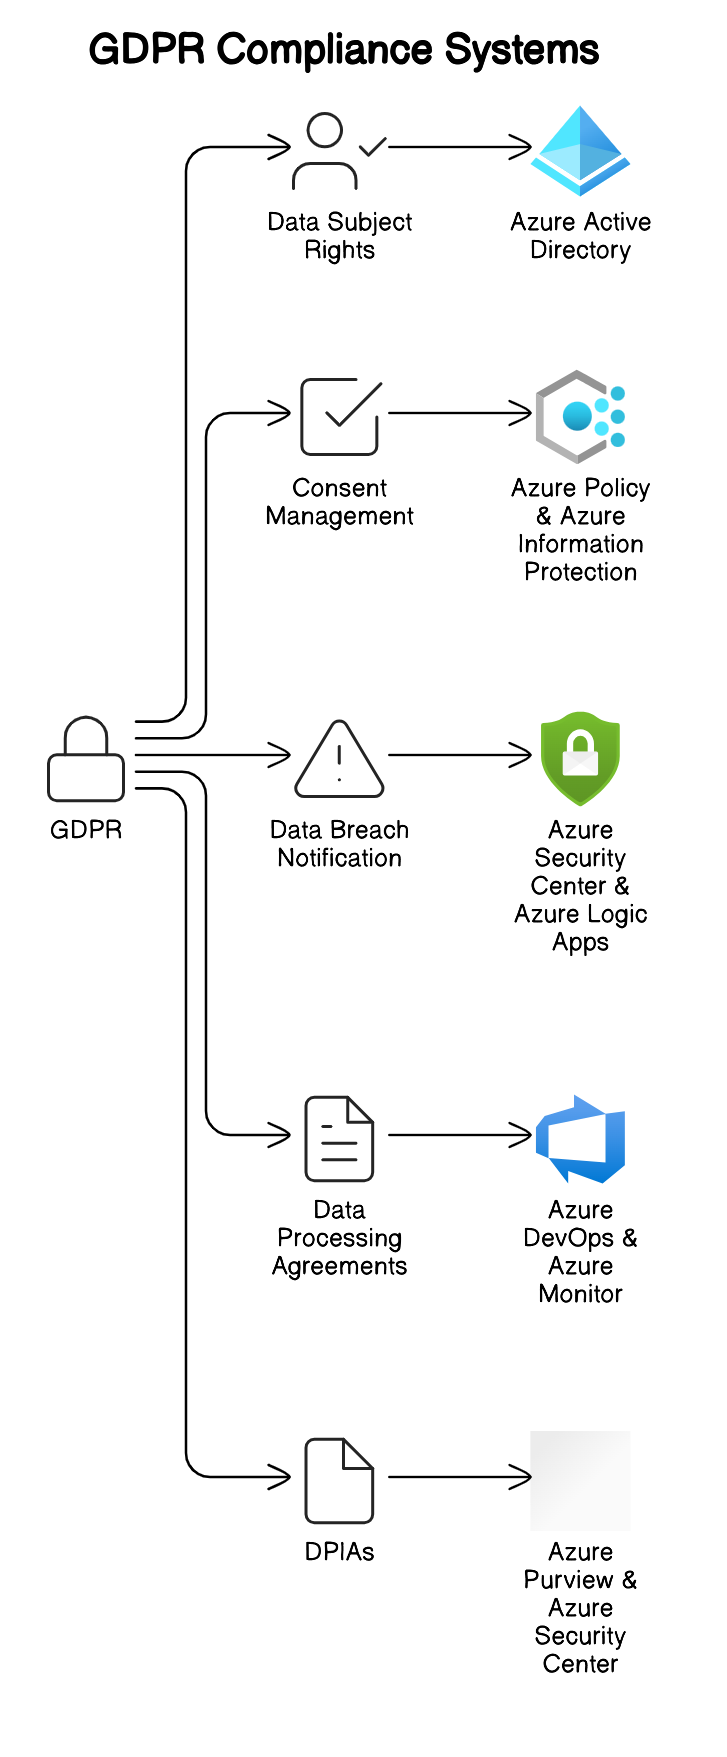 GDPR Compliance Systems
Data Subject
Rights
Azure Active
Directory
Consent
Management
Azure Policy
& Azure
Information
Protection
GDPR
Data Breach
Notification
Azure
Security
Center &
Azure Logic
Apps
Data
Processing
Agreements
Azure
DevOps &
Azure
Monitor
DPIAs
Azure
Purview &
Azure
Security
Center